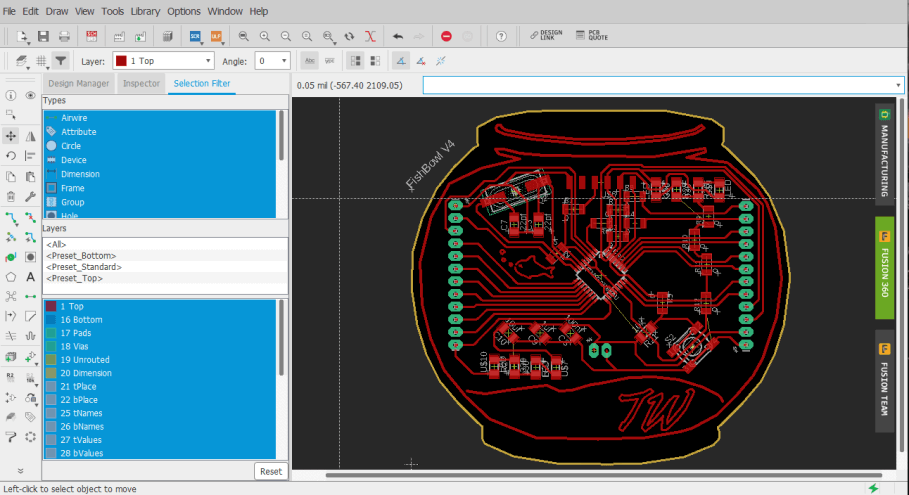 File Edit Draw View Tools Library Options Window Help
SCR ULP
DESIGN LINK
PCB QUOTE
Layer: 1 Top Angle: 0
Design Manager Inspector Selection Filter
0.05 mil (-567.40 2109.05)
Types
Airwire
Attribute
Circle
Device
Dimension
Frame
Group
Hole
Layers
<All>
<Preset_Bottom>
<Preset_Standard>
<Preset_Top>
1 Top
16 Bottom
17 Pads
18 Vias
19 Unrouted
20 Dimension
21 tPlace
22 bPlace
25 tNames
26 bNames
27 tValues
28 bValues
Reset
FishBowl V4
TW
MANUFACTURING
FUSION 360
FUSION TEAM
Left-click to select object to move